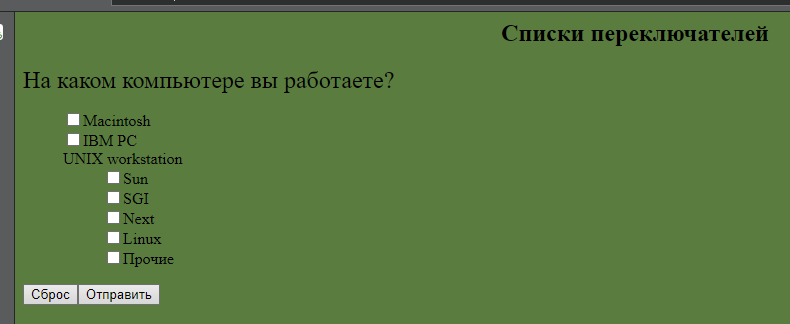 Списки переключателей
На каком компьютере вы работаете?
Macintosh
IBM PC
UNIX workstation
Sun
SGI
Next
Linux
Прочие
Сброс Отправить